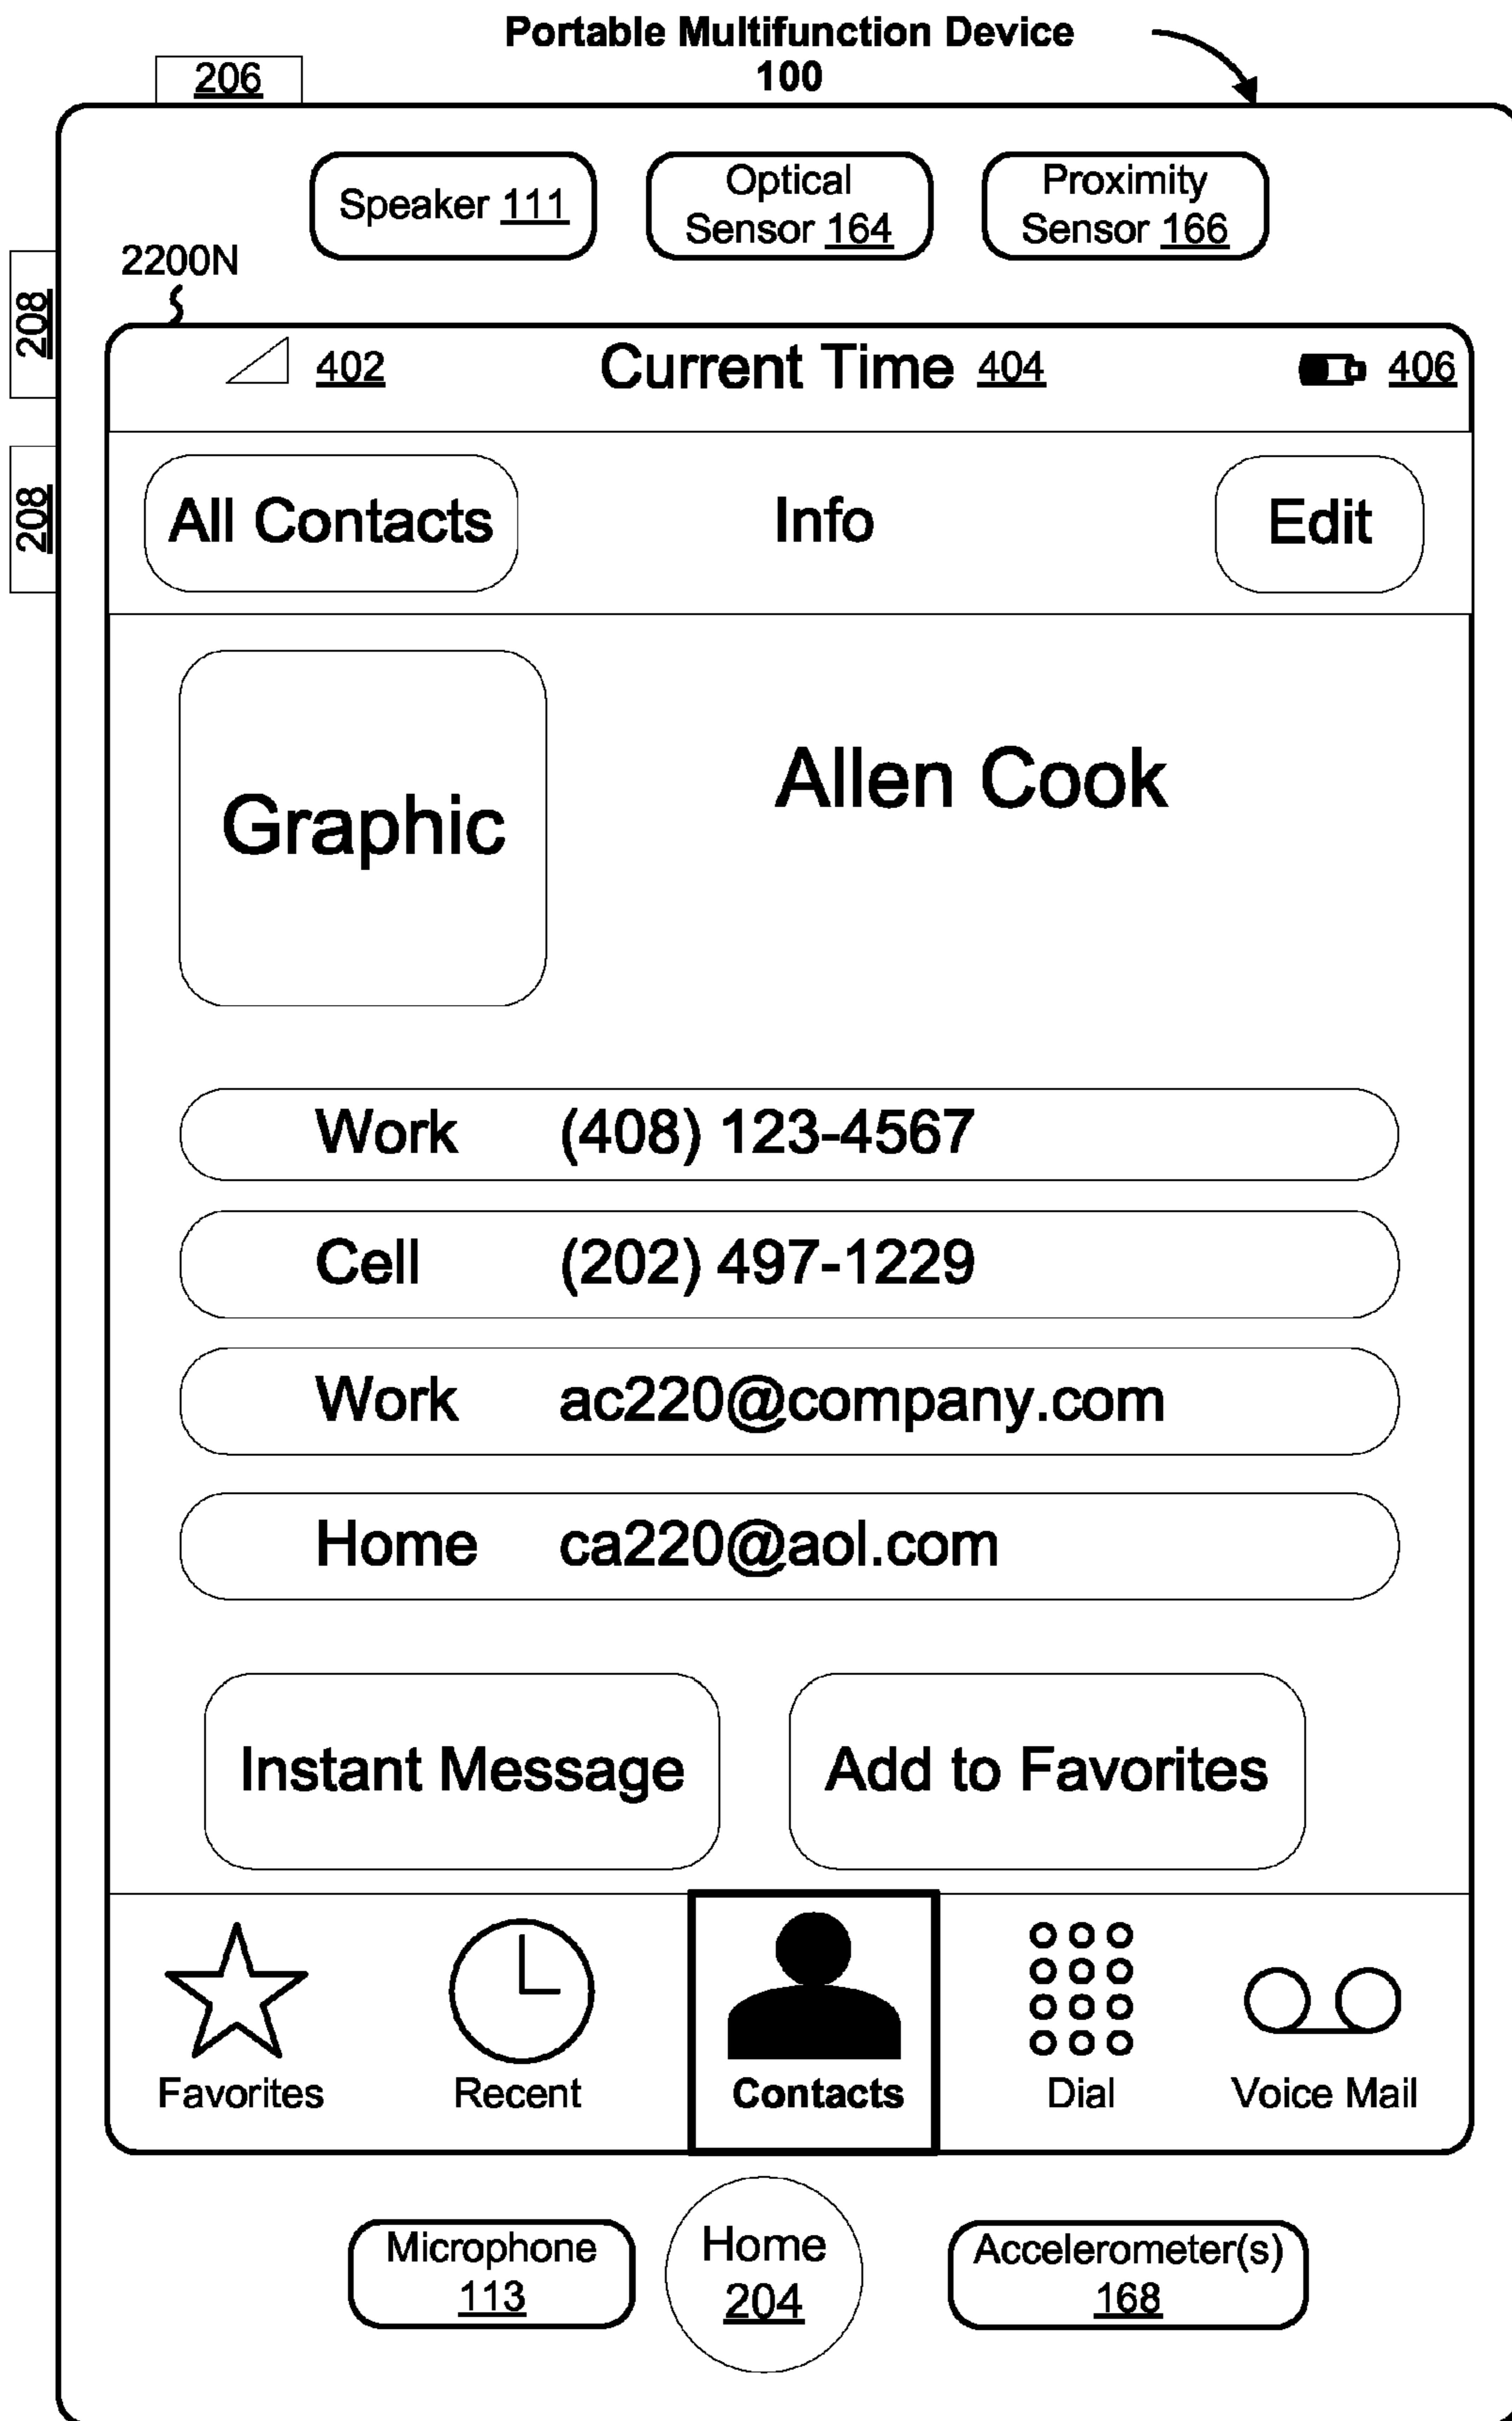 Portable Multifunction Device
100
206
Speaker 111
Optical
Sensor 164
Proximity
Sensor 166
2200N
208
208
402
Current Time 404
406
All Contacts
Info
Edit
Graphic
Allen Cook
Work (408) 123-4567
Cell (202) 497-1229
Work ac220@company.com
Home ca220@aol.com
Instant Message
Add to Favorites
Favorites
Recent
Contacts
Dial
Voice Mail
Microphone
113
Home
204
Accelerometer(s)
168